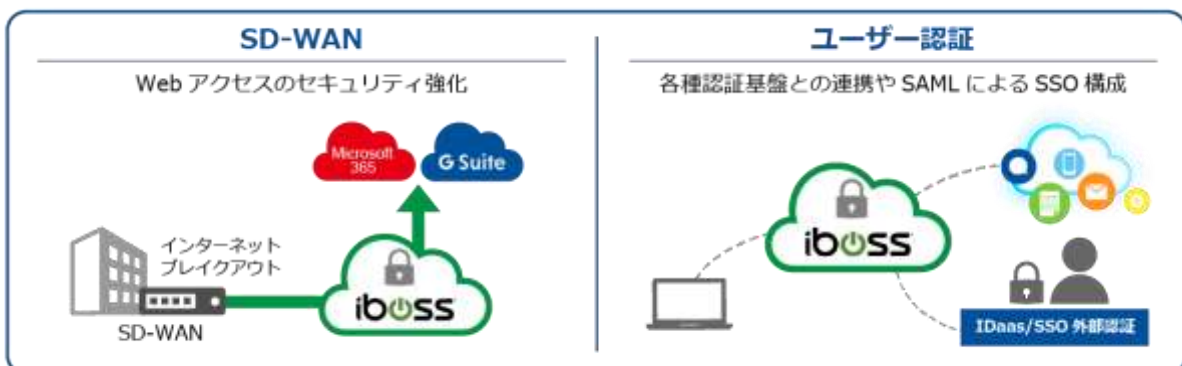 SD-WAN
Web アクセスのセキュリティ強化
Microsoft
365
G Suite
インターネット
ブレイクアウト
iboss
SD-WAN
ユーザー認証
各種認証基盤との連携や SAML による SSO 構成
iboss
IDaas/SSO 外部認証